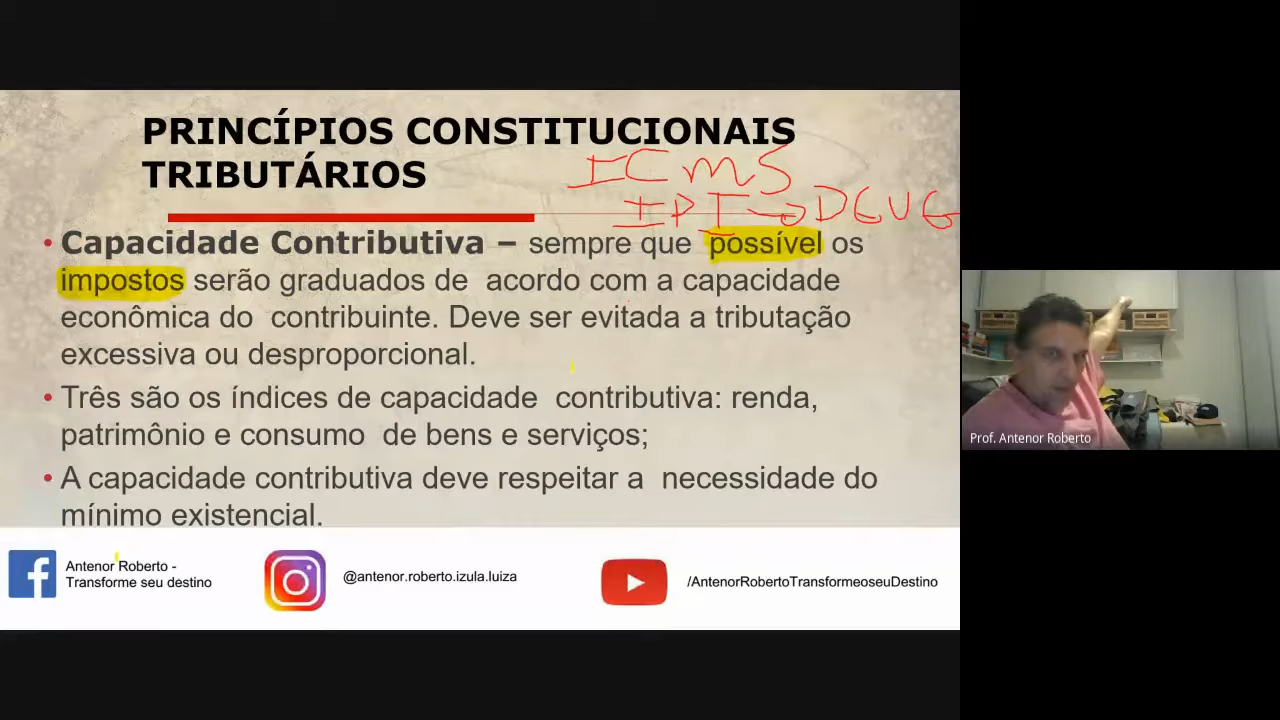 PRINCÍPIOS CONSTITUCIONAIS
TRIBUTÁRIOS
ICMS
IPI → DEVE
• Capacidade Contributiva – sempre que possível os
impostos serão graduados de acordo com a capacidade
econômica do contribuinte. Deve ser evitada a tributação
excessiva ou desproporcional.
• Três são os índices de capacidade contributiva: renda,
patrimônio e consumo de bens e serviços;
• A capacidade contributiva deve respeitar a necessidade do
mínimo existencial.
Antenor Roberto -
Transforme seu destino
@antenor.roberto.izula.luiza
/AntenorRobertoTransformeoseuDestino
Prof. Antenor Roberto